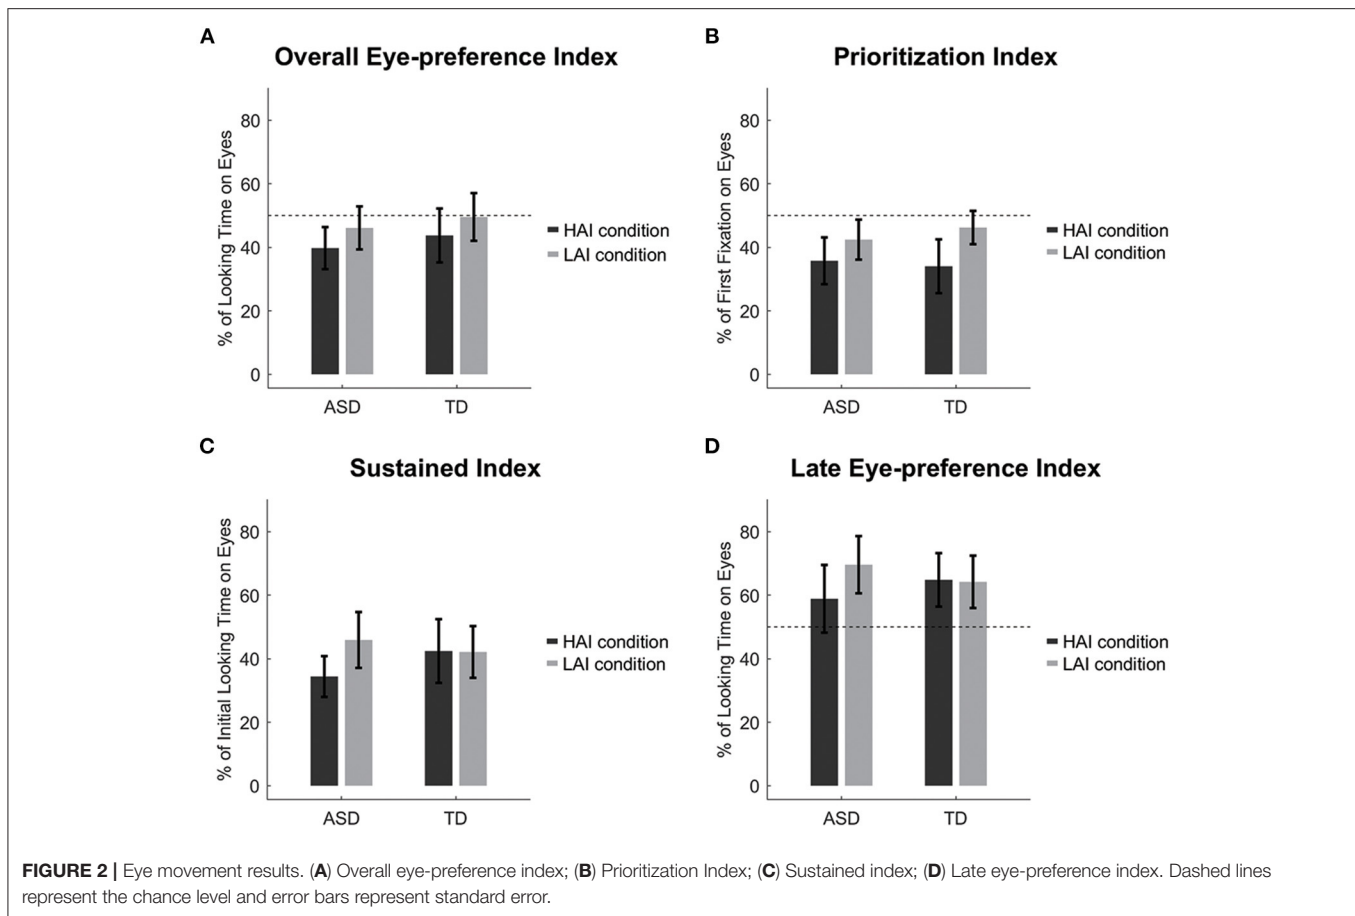 A
Overall Eye-preference Index
% of Looking Time on Eyes
80
60
40
20
0
ASD
TD
HAI condition
LAI condition
B
Prioritization Index
% of First Fixation on Eyes
80
60
40
20
0
ASD
TD
HAI condition
LAI condition
C
Sustained Index
% of Initial Looking Time on Eyes
80
60
40
20
0
ASD
TD
HAI condition
LAI condition
D
Late Eye-preference Index
% of Looking Time on Eyes
80
60
40
20
0
ASD
TD
HAI condition
LAI condition
FIGURE 2 | Eye movement results. (A) Overall eye-preference index; (B) Prioritization Index; (C) Sustained index; (D) Late eye-preference index. Dashed lines
represent the chance level and error bars represent standard error.